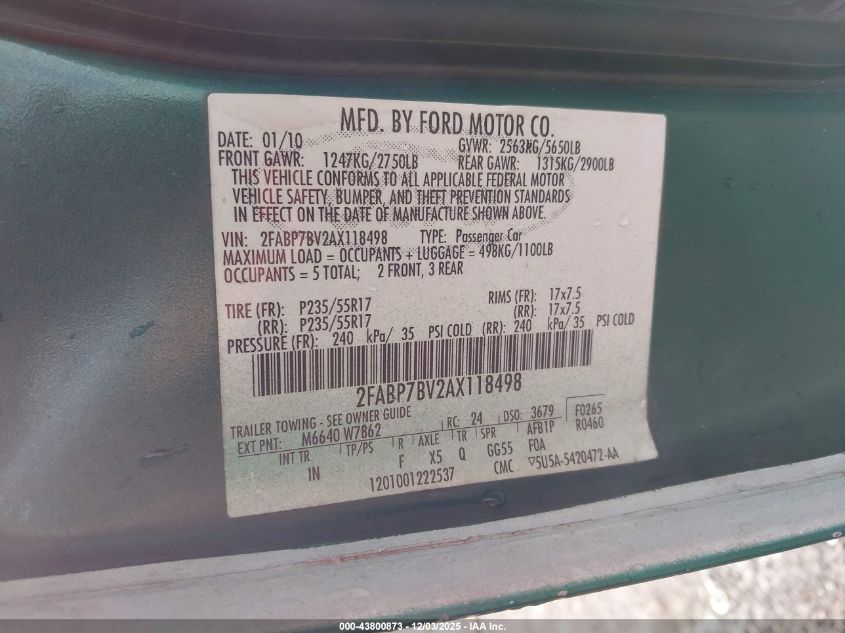 MFD. BY FORD MOTOR CO.
DATE: 01/10 GVWR: 2563KG/5650LB
FRONT GAWR: 1247KG/2750LB REAR GAWR: 1315KG/2900LB
THIS VEHICLE CONFORMS TO ALL APPLICABLE FEDERAL MOTOR
VEHICLE SAFETY, BUMPER, AND THEFT PREVENTION STANDARDS
IN EFFECT ON THE DATE OF MANUFACTURE SHOWN ABOVE.
VIN: 2FABP7BV2AX118498 TYPE: Passenger Car
MAXIMUM LOAD = OCCUPANTS + LUGGAGE = 498KG/1100LB
OCCUPANTS = 5 TOTAL; 2 FRONT, 3 REAR
TIRE (FR): P235/55R17 RIMS (FR): 17x7.5
(RR): P235/55R17 (RR): 17x7.5
PRESSURE (FR): 240 kPa/ 35 PSI COLD (RR): 240 kPa/ 35 PSI COLD
2FABP7BV2AX118498
TRAILER TOWING - SEE OWNER GUIDE
EXT PNT: M6640 W7862 RC: 24 DSO: 3679 F0265
INT TR TP/PS R AXLE TR SPR AFB1P R0460
IN F X5 Q GG55 FOA
1201001222537 CMC ▽5U5A-5420472-AA
000-43800873 - 12/03/2025 - IAA, Inc.